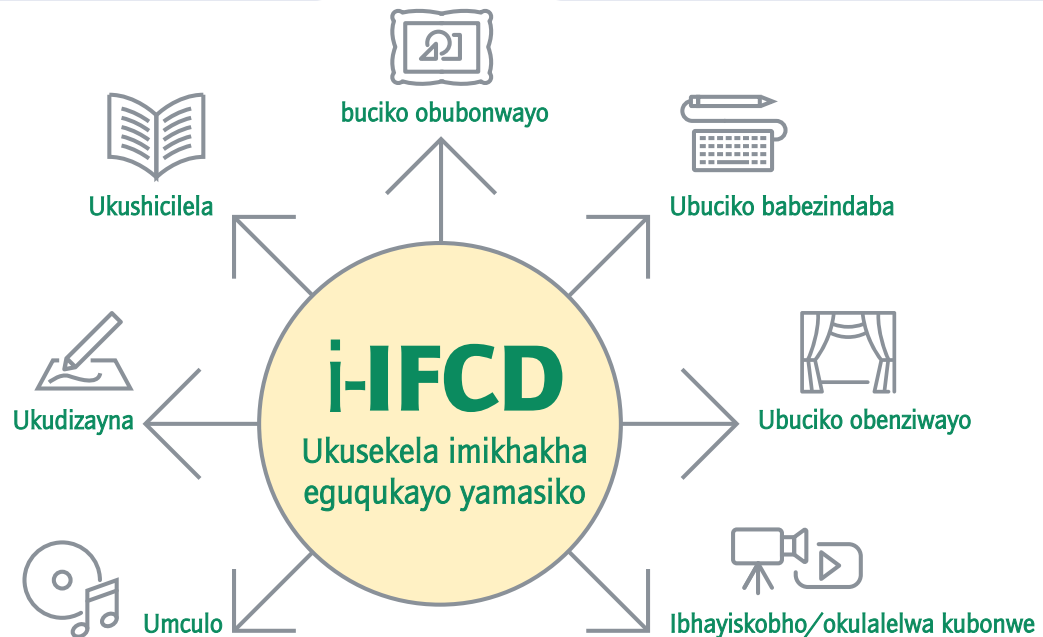 buciko obubonwayo
Ukushicilela
Ubuciko babezindaba
i-IFCD
Ukusekela imikhakha
eguqukayo yamasiko
Ukudizayna
Ubuciko obenziwayo
Umculo
Ibhayiskobho/okulalelwa kubonwe